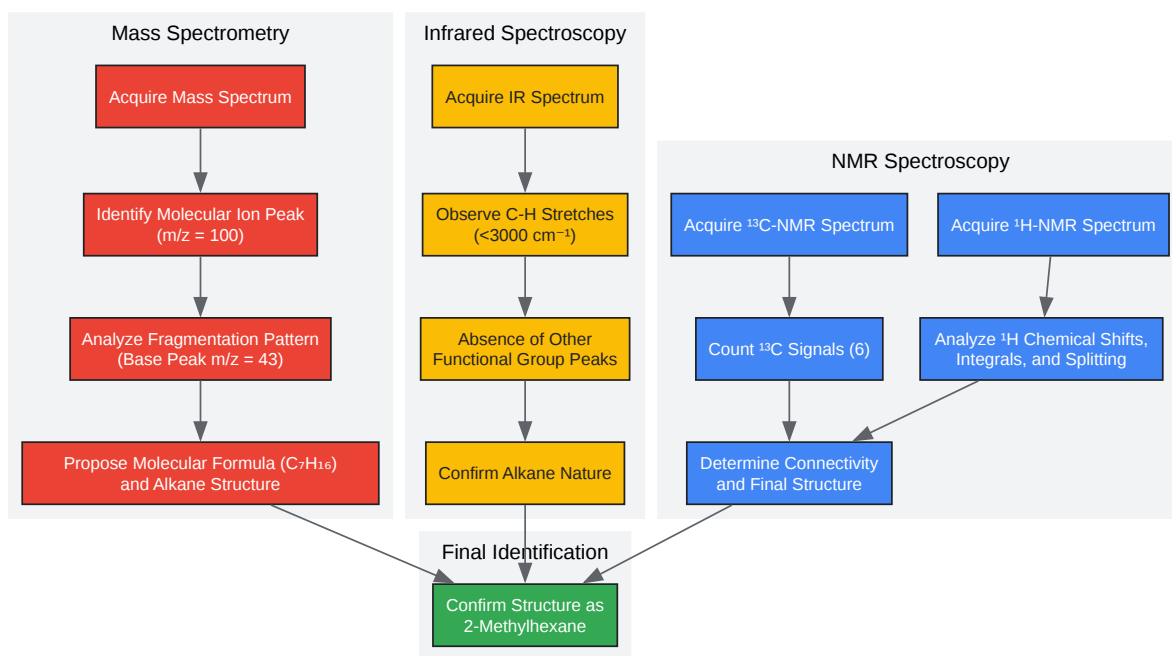 Mass Spectrometry
Acquire Mass Spectrum
Identify Molecular Ion Peak
(m/z = 100)
Analyze Fragmentation Pattern
(Base Peak m/z = 43)
Propose Molecular Formula (C₇H₁₆)
and Alkane Structure
Infrared Spectroscopy
Acquire IR Spectrum
Observe C-H Stretches
(<3000 cm⁻¹)
Absence of Other
Functional Group Peaks
Confirm Alkane Nature
NMR Spectroscopy
Acquire ¹³C-NMR Spectrum
Acquire ¹H-NMR Spectrum
Count ¹³C Signals (6)
Analyze ¹H Chemical Shifts,
Integrals, and Splitting
Determine Connectivity
and Final Structure
Final Identification
Confirm Structure as
2-Methylhexane